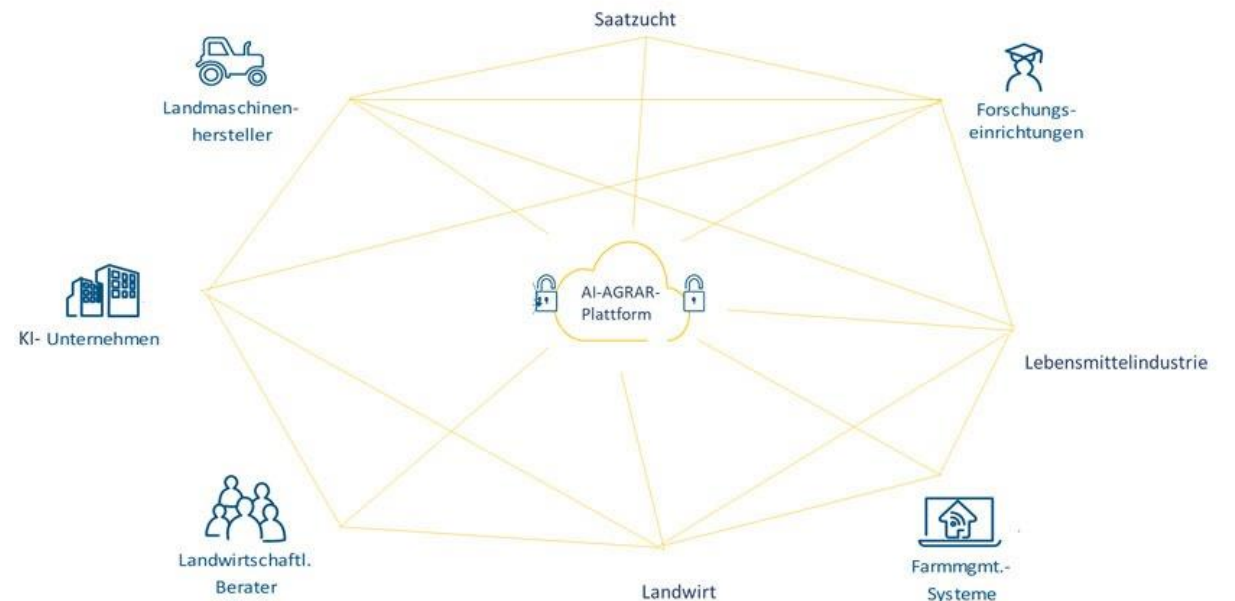 Saatzucht
Landmaschinen-
hersteller
Forschungs-
einrichtungen
AI-AGRAR-
Plattform
KI- Unternehmen
Lebensmittelindustrie
Landwirtschaftl.
Berater
Landwirt
Farmmgmt.-
Systeme